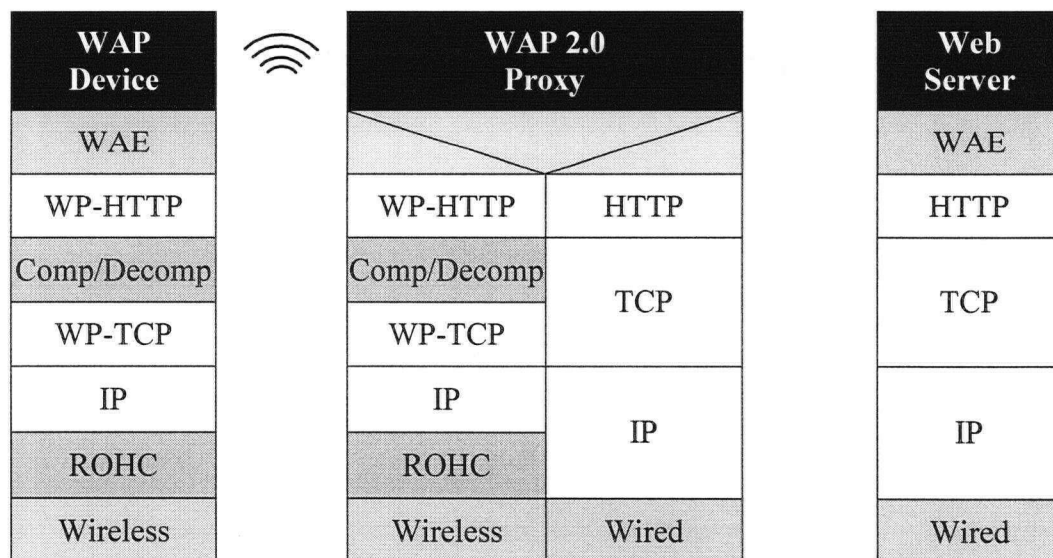 WAP
Device
WAP 2.0
Proxy
Web
Server
WAE
WAE
WP-HTTP
WP-HTTP
HTTP
HTTP
Comp/Decomp
Comp/Decomp
TCP
TCP
WP-TCP
WP-TCP
IP
IP
IP
IP
ROHC
ROHC
Wireless
Wireless
Wired
Wired